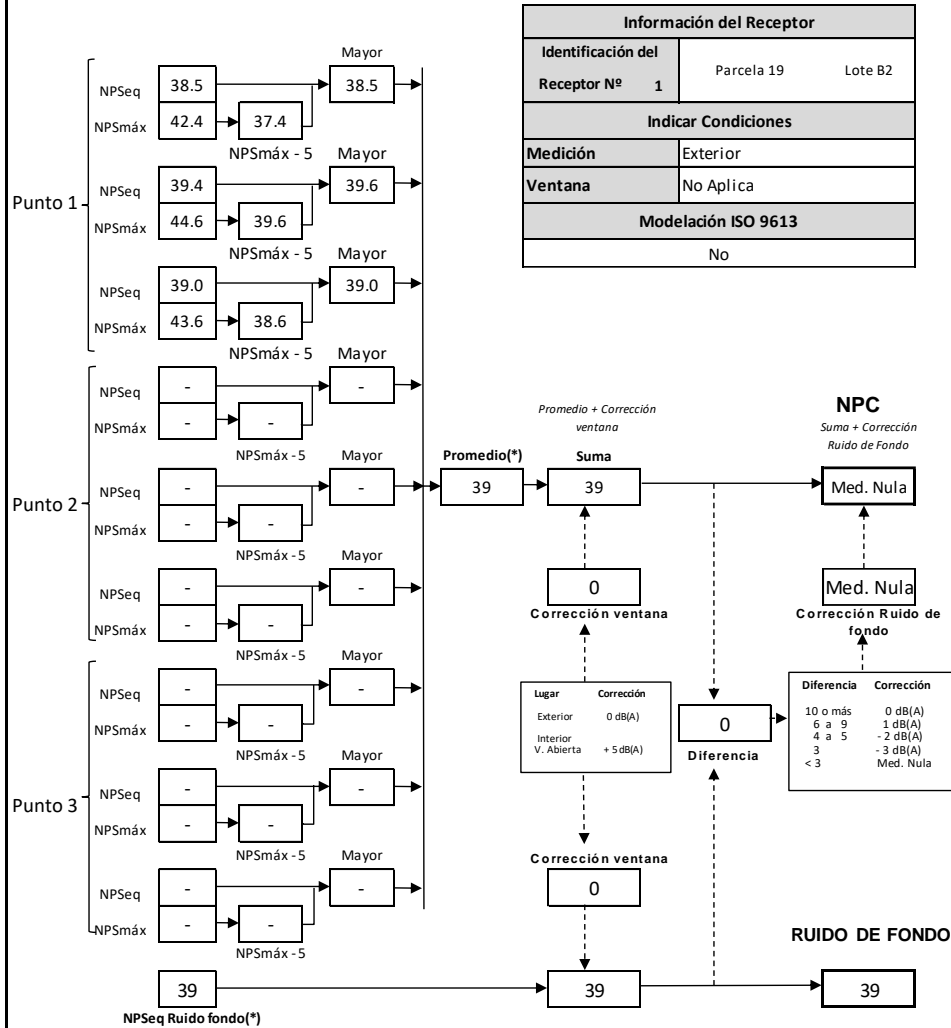 Información del Receptor
Identificación del
Receptor Nº 1
Parcela 19 Lote B2
Indicar Condiciones
Medición Exterior
Ventana No Aplica
Modelación ISO 9613
No
Punto 1
Mayor
NPSeq 38.5 38.5
NPSmáx 42.4 37.4
NPSmáx - 5 Mayor
NPSeq 39.4 39.6
NPSmáx 44.6 39.6
NPSmáx - 5 Mayor
NPSeq 39.0 39.0
NPSmáx 43.6 38.6
NPSmáx - 5 Mayor
Punto 2
NPSeq - -
NPSmáx - -
NPSmáx - 5 Mayor
NPSeq - -
NPSmáx - -
NPSmáx - 5 Mayor
NPSeq - -
NPSmáx - -
NPSmáx - 5 Mayor
Punto 3
NPSeq - -
NPSmáx - -
NPSmáx - 5 Mayor
NPSeq - -
NPSmáx - -
NPSmáx - 5 Mayor
NPSeq - -
NPSmáx - -
NPSmáx - 5
Promedio(*)
39
Promedio + Corrección
ventana
Suma
39
NPC
Suma + Corrección
Ruido de Fondo
Med. Nula
0
Corrección ventana
Med. Nula
Corrección Ruido de
fondo
Lugar Corrección
Exterior 0 dB(A)
Interior
V. Abierta + 5 dB(A)
0
Diferencia
Diferencia Corrección
10 o más 0 dB(A)
6 a 9 1 dB(A)
4 a 5 - 2 dB(A)
3 - 3 dB(A)
< 3 Med. Nula
Corrección ventana
0
RUIDO DE FONDO
39 39 39
NPSeq Ruido fondo(*)